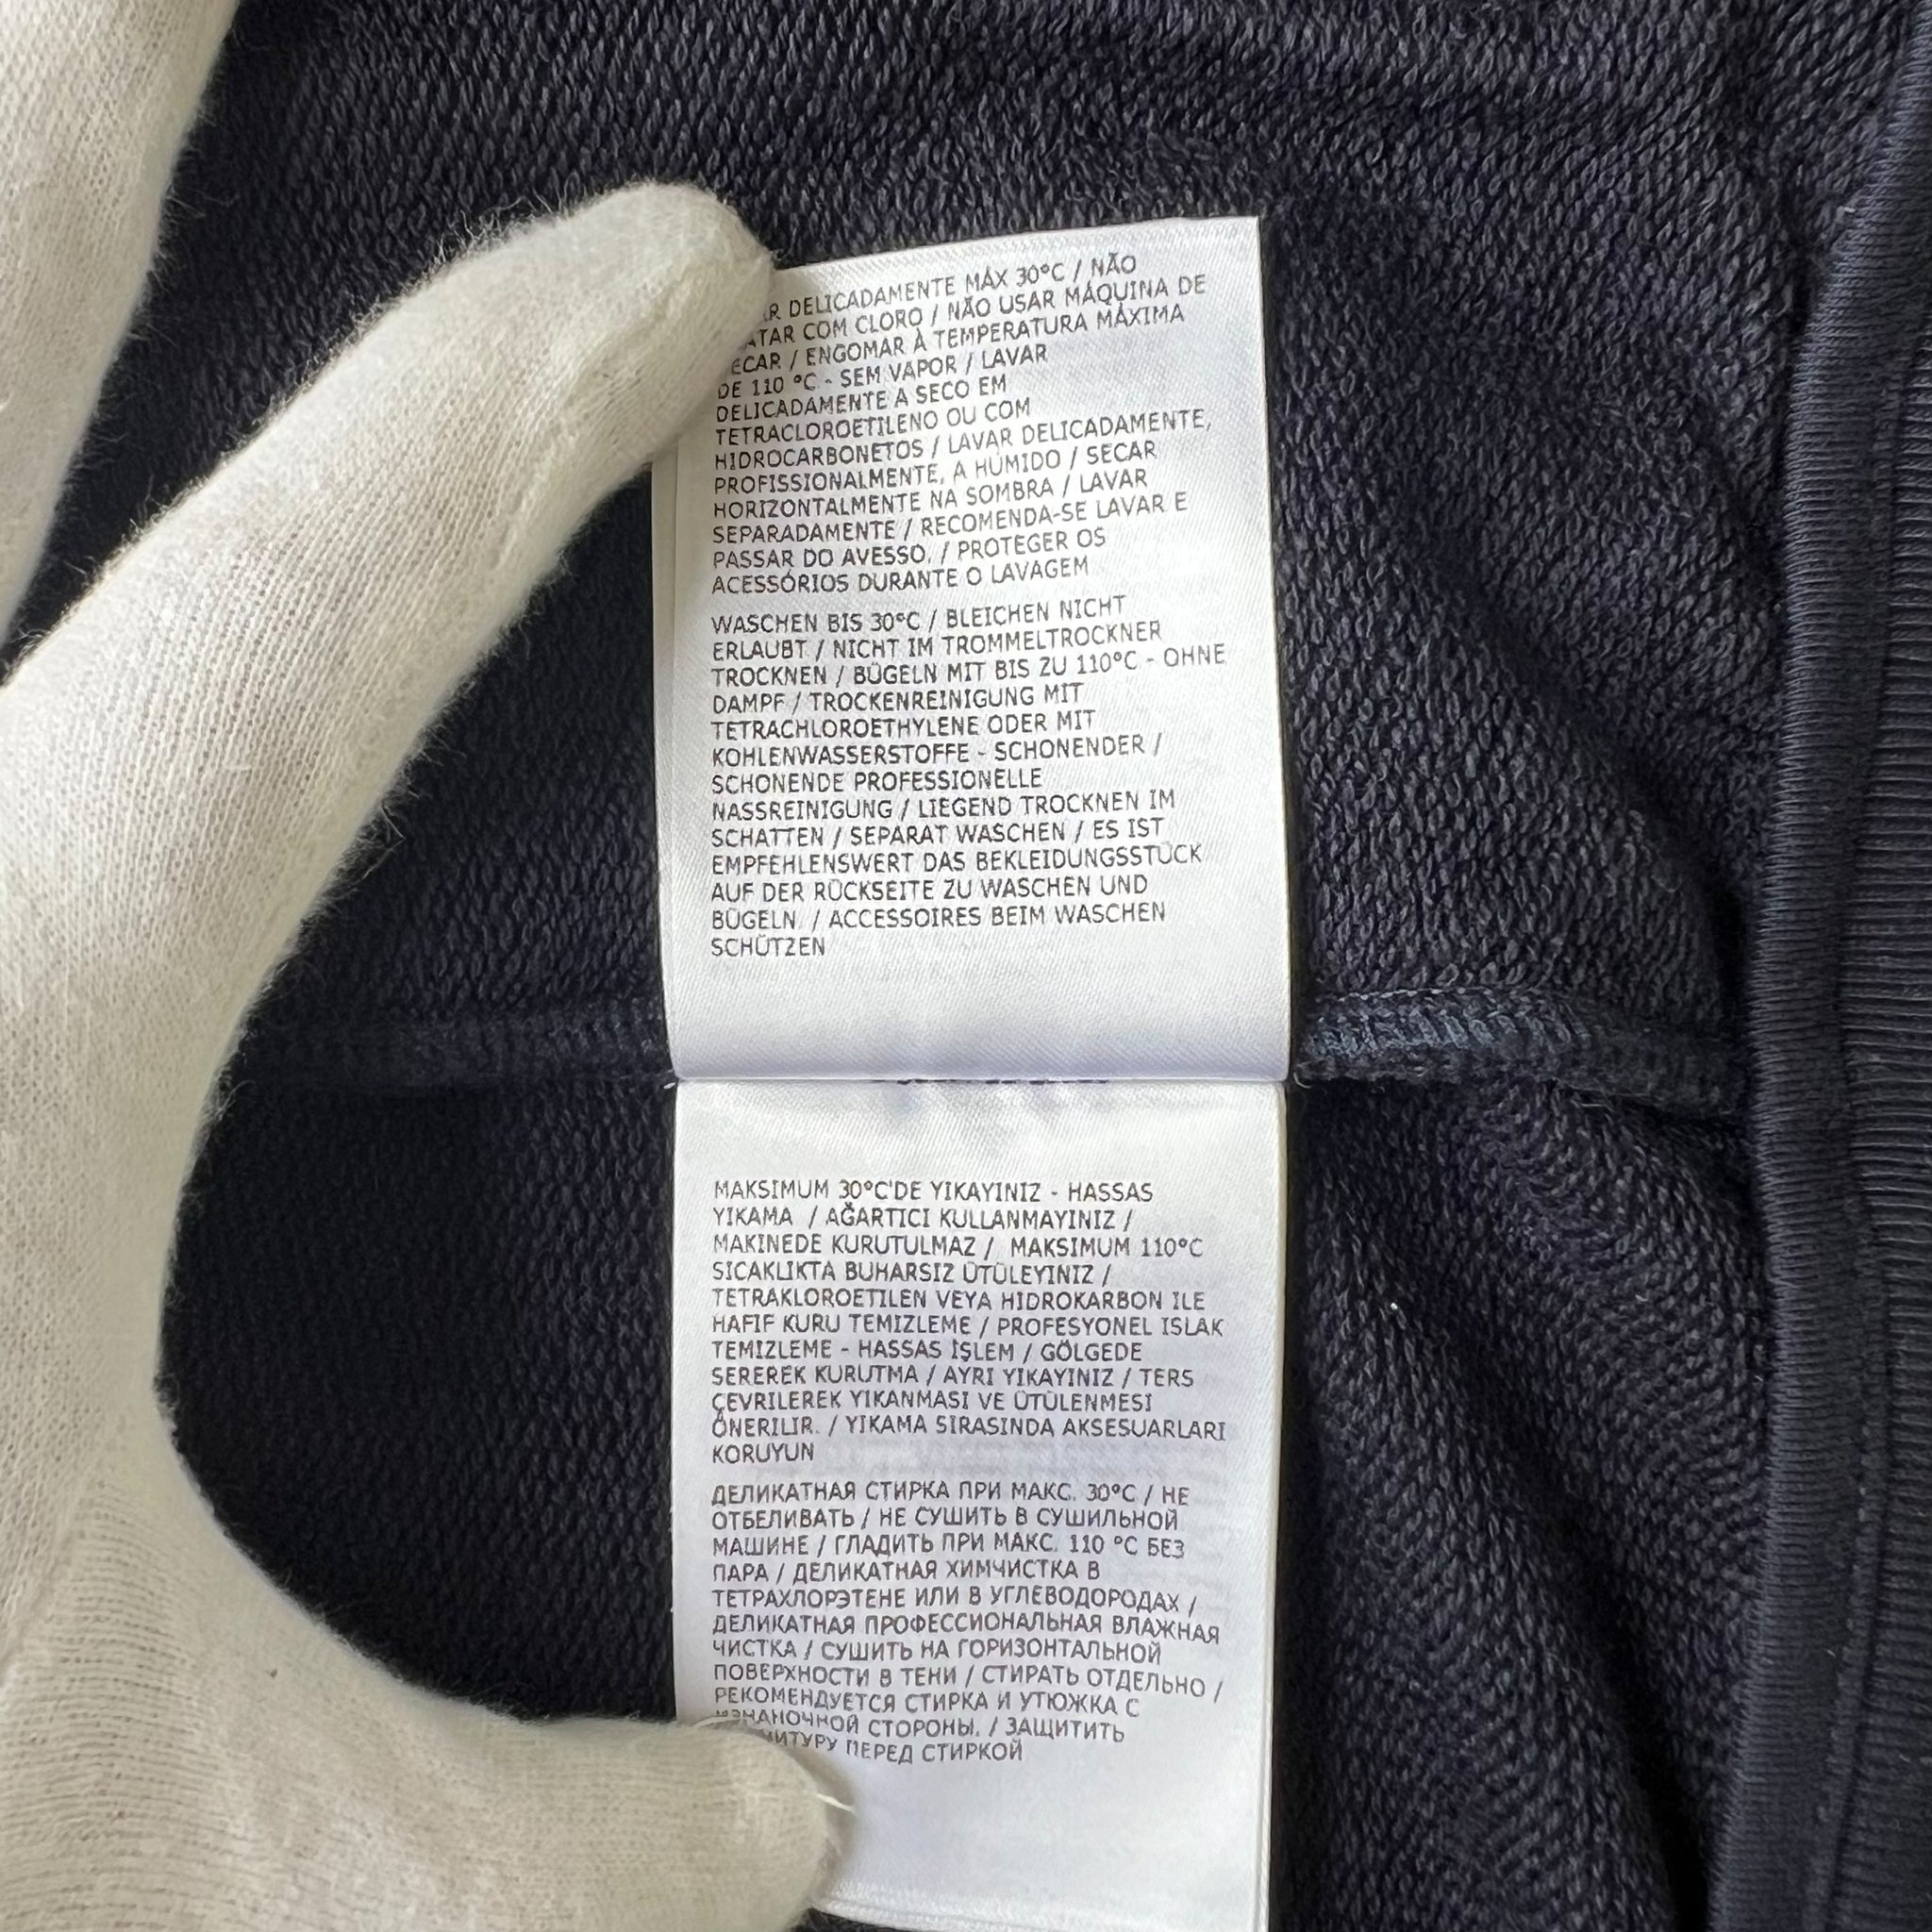 DELICADAMENTE MÁX 30°C / NÃO
COM CLORO / NÃO USAR MÁQUINA DE
/ ENGOMAR À TEMPERATURA MÁXIMA
DE 110 °C - SEM VAPOR / LAVAR
DELICADAMENTE A SECO EM
TETRACLOROETILENO OU COM
HIDROCARBONETOS / LAVAR DELICADAMENTE,
PROFISSIONALMENTE, A HÚMIDO / SECAR
HORIZONTALMENTE NA SOMBRA / LAVAR
SEPARADAMENTE / RECOMENDA-SE LAVAR E
PASSAR DO AVESSO. / PROTEGER OS
ACESSÓRIOS DURANTE O LAVAGEM
WASCHEN BIS 30°C / BLEICHEN NICHT
ERLAUBT / NICHT IM TROMMELTROCKNER
TROCKNEN / BÜGELN MIT BIS ZU 110°C - OHNE
DAMPF / TROCKENREINIGUNG MIT
TETRACHLOROETHYLENE ODER MIT
KOHLENWASSERSTOFFE - SCHONENDER /
SCHONENDE PROFESSIONELLE
NASSREINIGUNG / LIEGEND TROCKNEN IM
SCHATTEN / SEPARAT WASCHEN / ES IST
EMPFEHLENSWERT DAS BEKLEIDUNGSSTÜCK
AUF DER RÜCKSEITE ZU WASCHEN UND
BÜGELN. / ACCESSOIRES BEIM WASCHEN
SCHÜTZEN
MAKSIMUM 30°C'DE YIKAYINIZ - HASSAS
YIKAMA / AĞARTICI KULLANMAYINIZ /
MAKINEDE KURUTULMAZ / MAKSIMUM 110°C
SICAKLIKTA BUHARSIZ ÜTÜLEYINIZ /
TETRAKLOROETILEN VEYA HIDROKARBON ILE
HAFIF KURU TEMIZLEME / PROFESYONEL ISLAK
TEMIZLEME - HASSAS İŞLEM / GÖLGEDE
SEREREK KURUTMA / AYRI YIKAYINIZ / TERS
ÇEVRILEREK YIKANMASI VE ÜTÜLENMESI
ÖNERILIR. / YIKAMA SIRASINDA AKSESUARLARI
KORUYUN
ДЕЛИКАТНАЯ СТИРКА ПРИ МАКС. 30°C / НЕ
ОТБЕЛИВАТЬ / НЕ СУШИТЬ В СУШИЛЬНОЙ
МАШИНЕ / ГЛАДИТЬ ПРИ МАКС. 110 °C БЕЗ
ПАРА / ДЕЛИКАТНАЯ ХИМЧИСТКА В
ТЕТРАХЛОРЭТЕНЕ ИЛИ В УГЛЕВОДОРОДАХ /
ДЕЛИКАТНАЯ ПРОФЕССИОНАЛЬНАЯ ВЛАЖНАЯ
ЧИСТКА / СУШИТЬ НА ГОРИЗОНТАЛЬНОЙ
ПОВЕРХНОСТИ В ТЕНИ / СТИРАТЬ ОТДЕЛЬНО /
РЕКОМЕНДУЕТСЯ СТИРКА И УТЮЖКА С
ИЗНАНОЧНОЙ СТОРОНЫ. / ЗАЩИТИТЬ
ПЕРЕД СТИРКОЙ